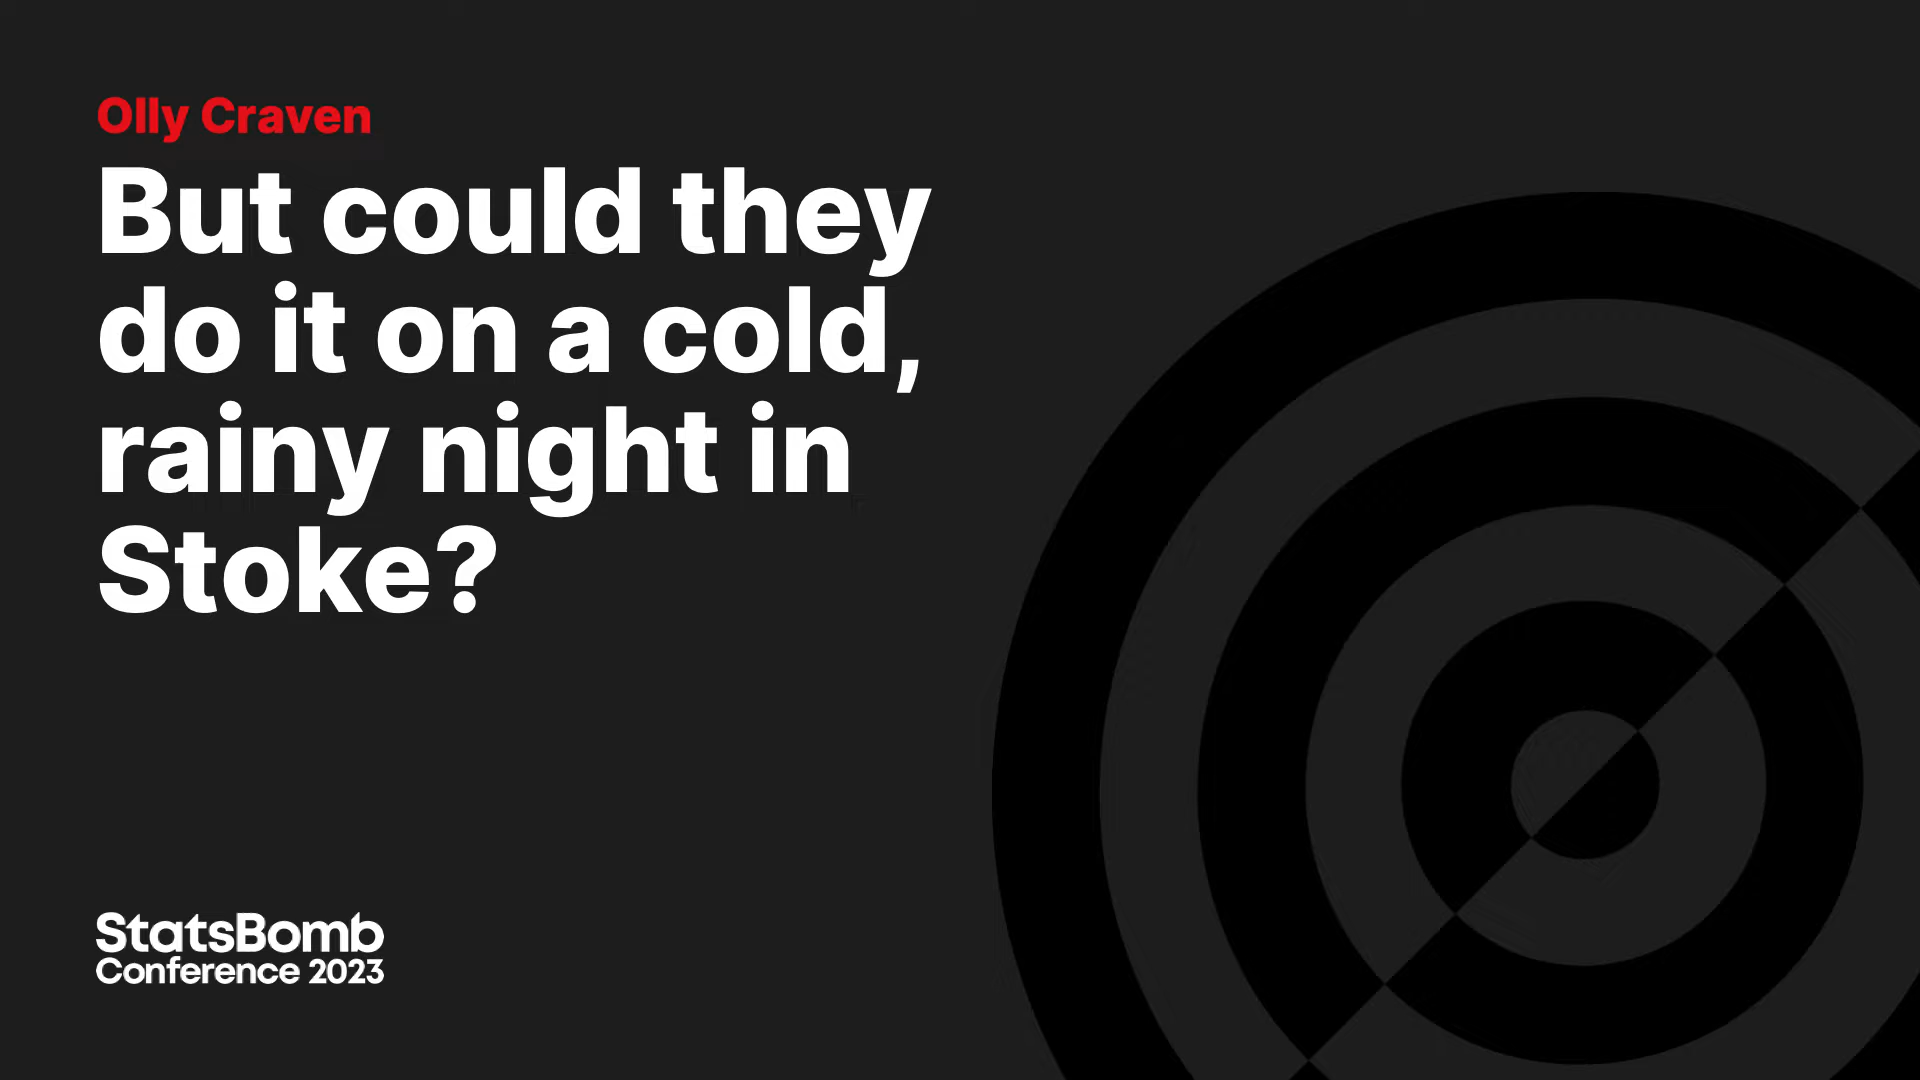 Olly Craven
But could they
do it on a cold,
rainy night in
Stoke?
StatsBomb
Conference 2023